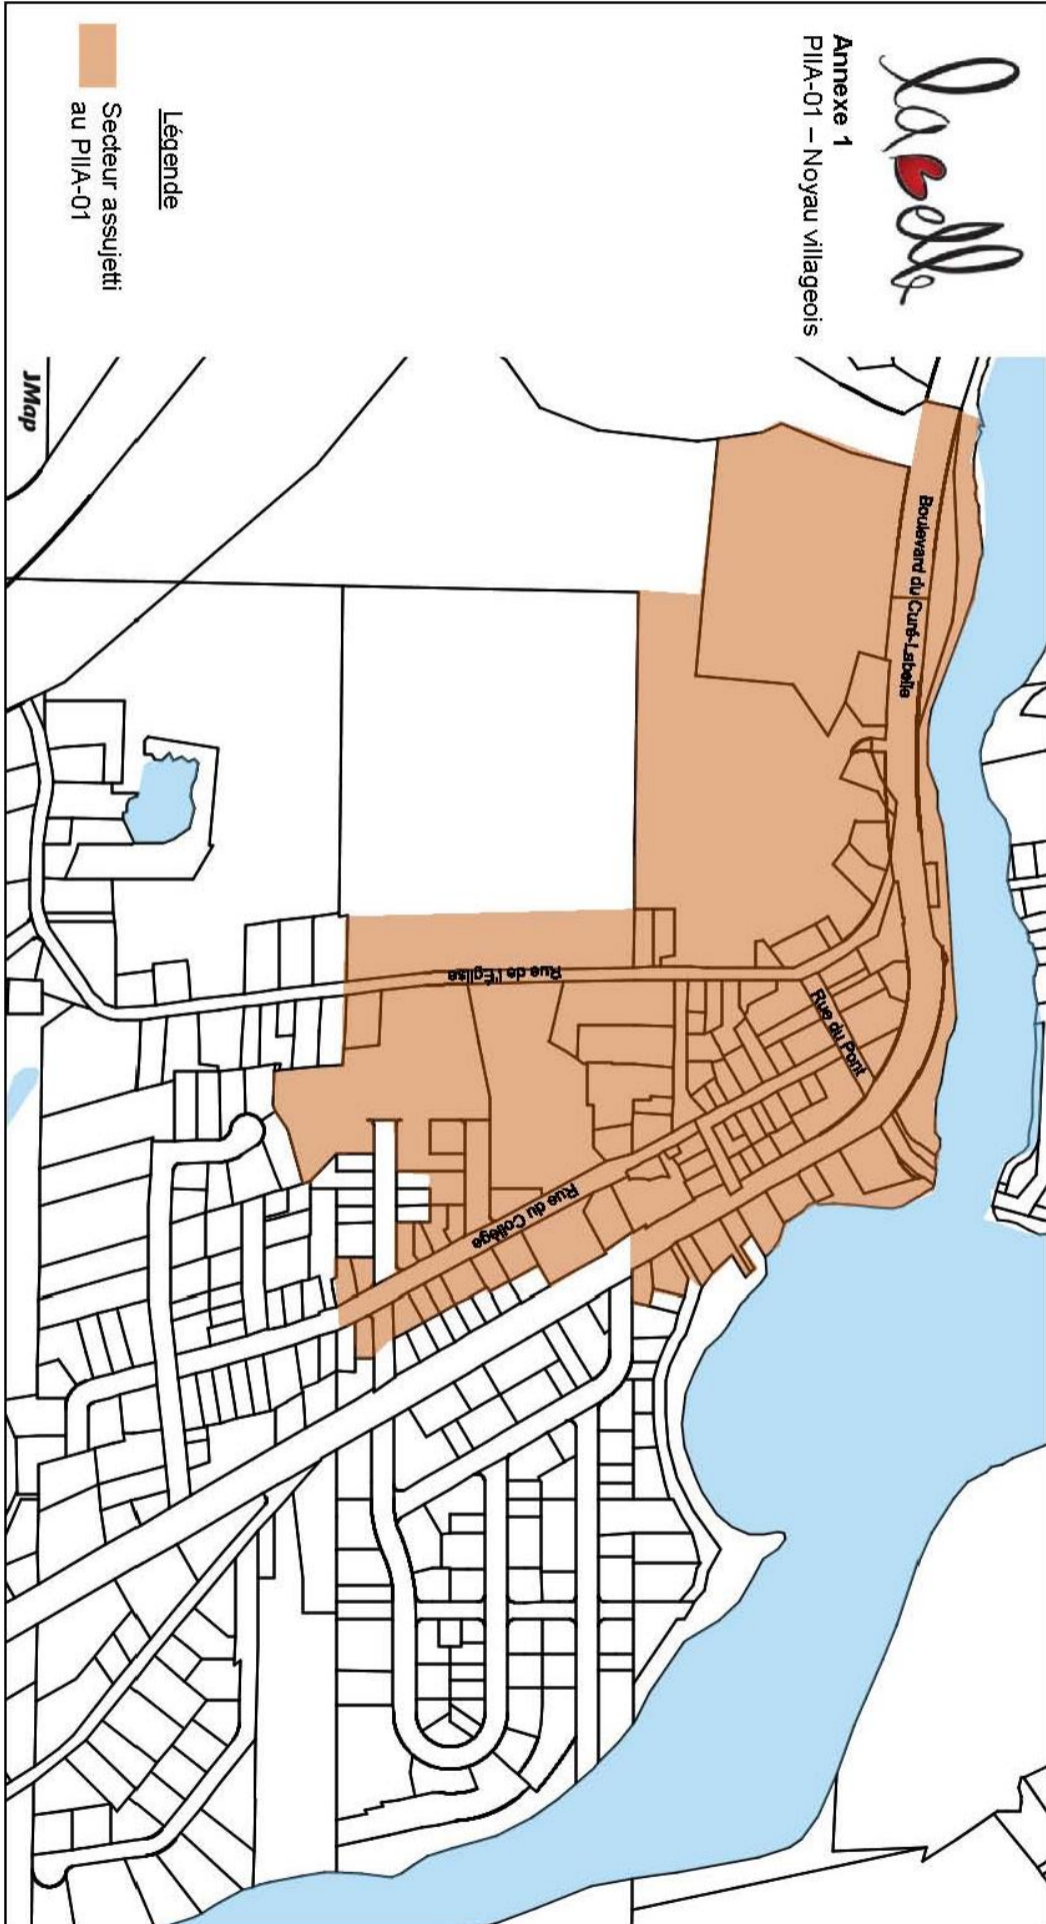 Labelle
Annexe 1
PIIA-01 – Noyau villageois
Légende
Secteur assujetti
au PIIA-01
Boulevard du Curé-Labelle
Rue de l'Église
Rue du Pont
Rue du Collège
JMap